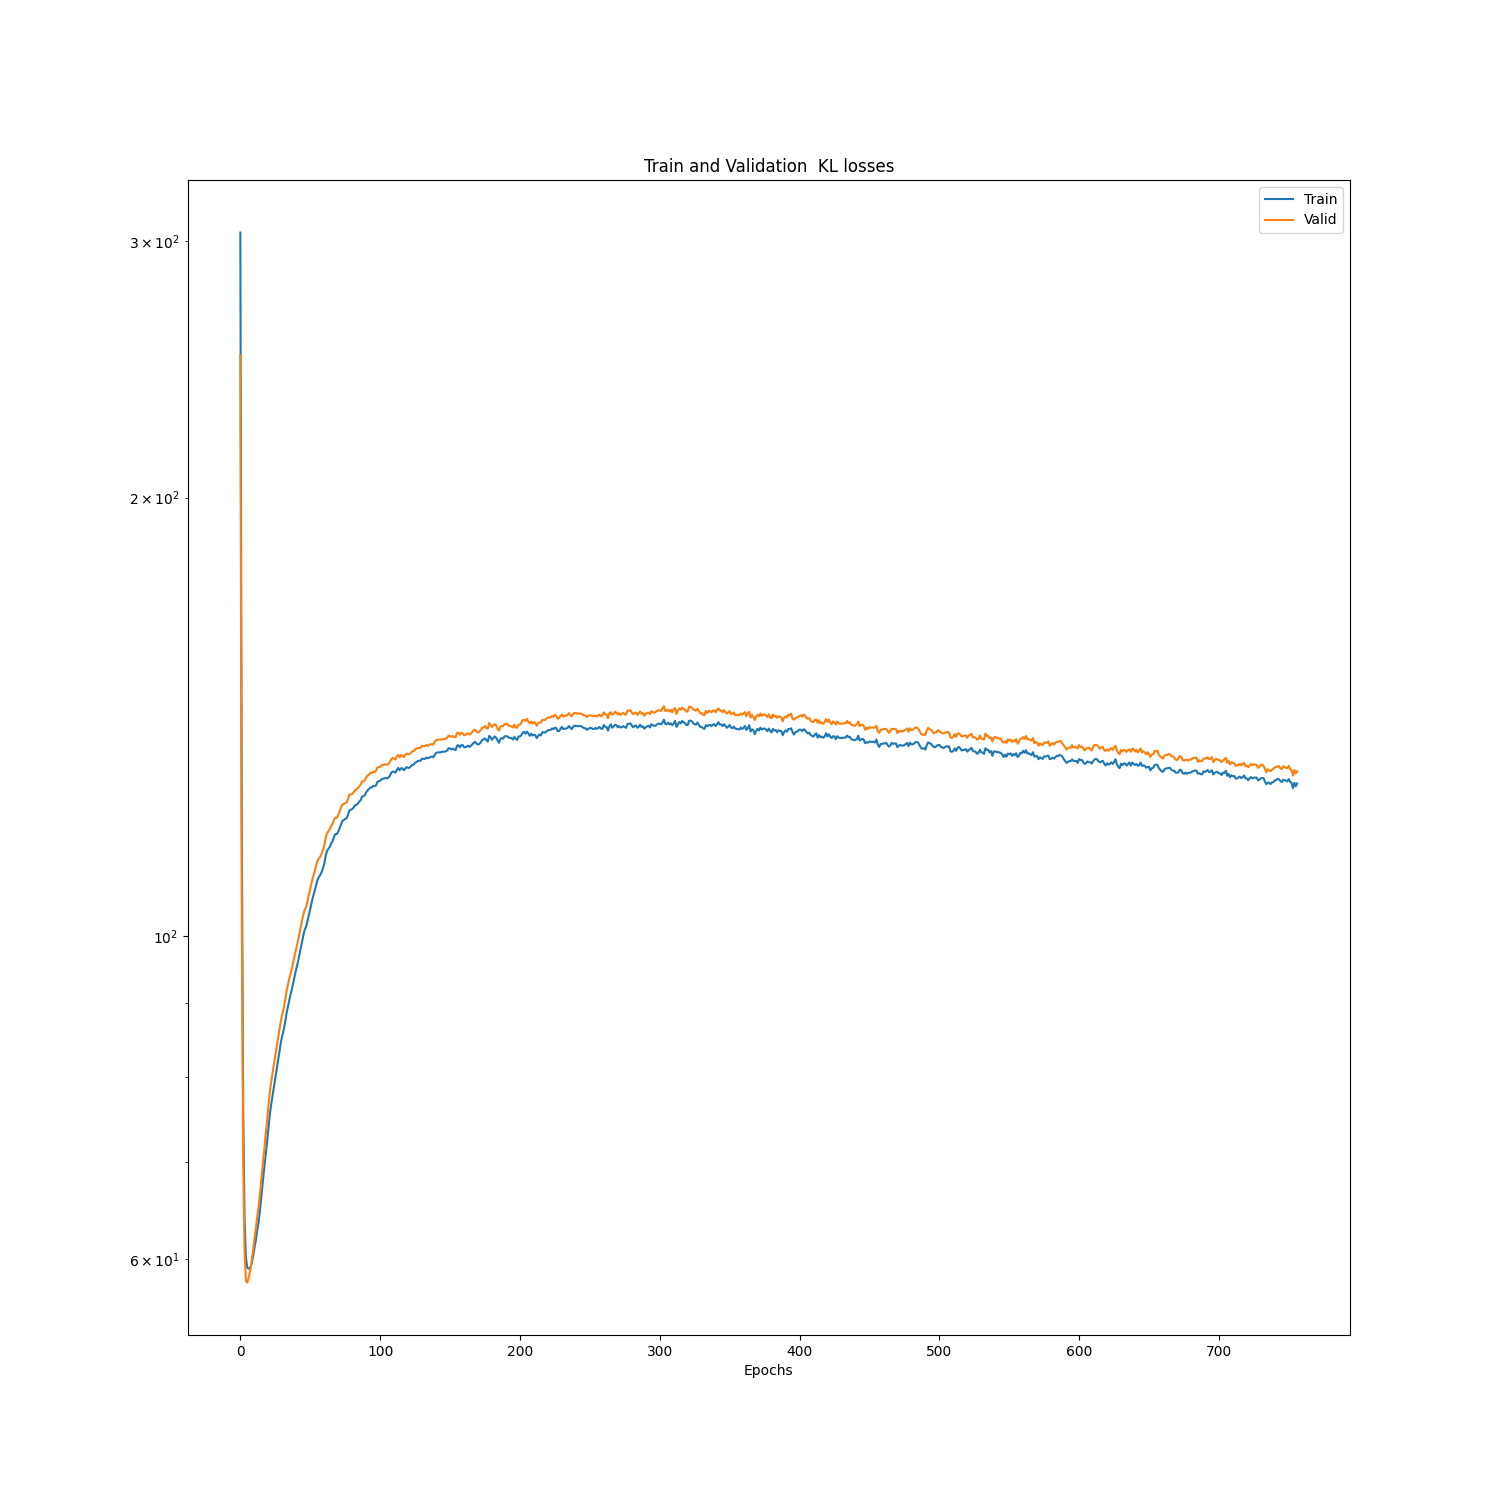 Train and Validation  KL losses
Train
Valid
3 × 10²
2 × 10²
10²
6 × 10¹
0 100 200 300 400 500 600 700
Epochs